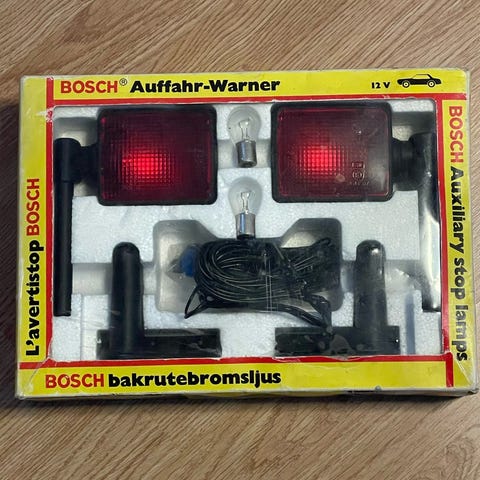 BOSCH® Auffahr-Warner
12 V
BOSCH Auxiliary stop lamps
L'avertistop BOSCH
BOSCH bakrutebromsljus